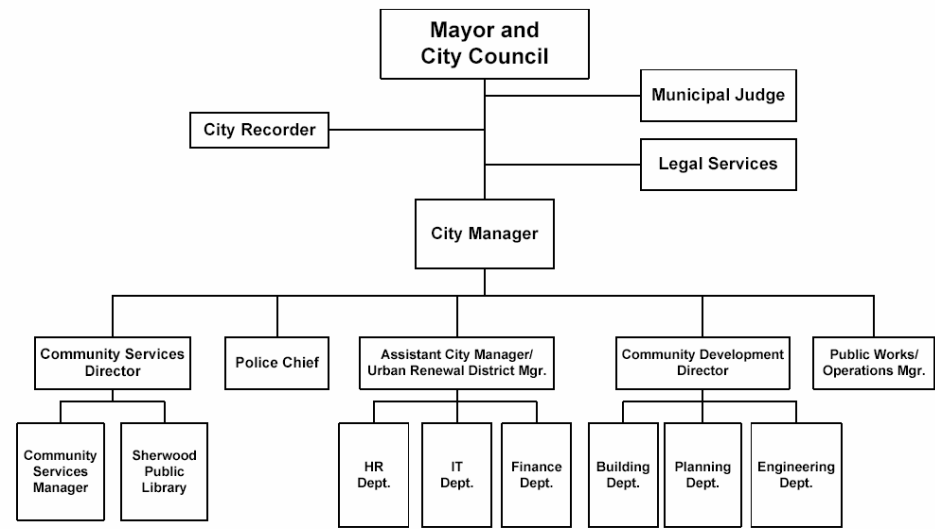 Mayor and
City Council
Municipal Judge
City Recorder
Legal Services
City Manager
Community Services
Director
Police Chief
Assistant City Manager/
Urban Renewal District Mgr.
Community Development
Director
Public Works/
Operations Mgr.
Community
Services
Manager
Sherwood
Public
Library
HR
Dept.
IT
Dept.
Finance
Dept.
Building
Dept.
Planning
Dept.
Engineering
Dept.